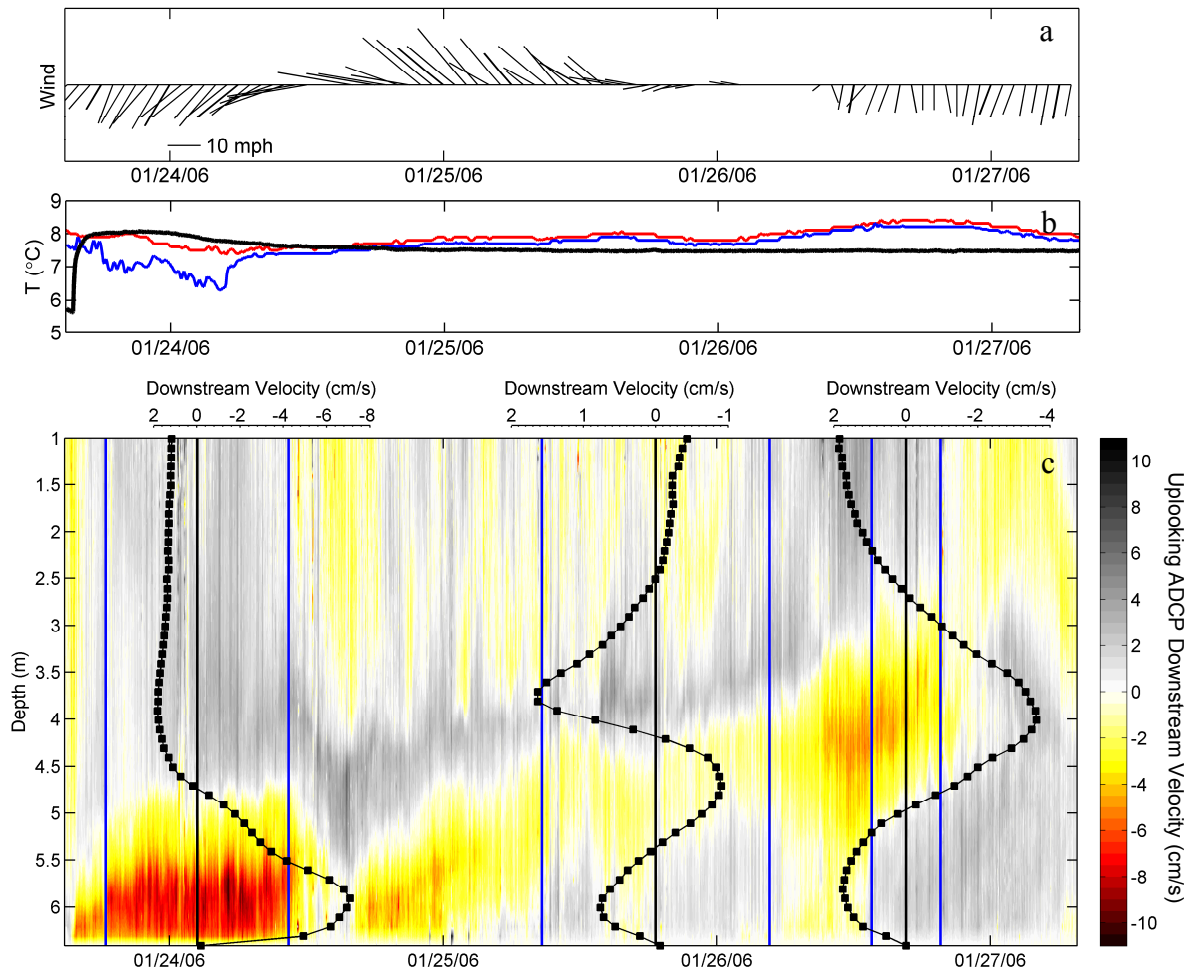 a
Wind
10 mph
01/24/06 01/25/06 01/26/06 01/27/06
9
8
7
6
5
b
T (°C)
01/24/06 01/25/06 01/26/06 01/27/06
Downstream Velocity (cm/s) Downstream Velocity (cm/s) Downstream Velocity (cm/s)
2 0 -2 -4 -6 -8 2 1 0 -1 2 0 -2 -4
c
1
1.5
2
2.5
3
3.5
4
4.5
5
5.5
6
Depth (m)
01/24/06 01/25/06 01/26/06 01/27/06
10
8
6
4
2
0
-2
-4
-6
-8
-10
Uplooking ADCP Downstream Velocity (cm/s)